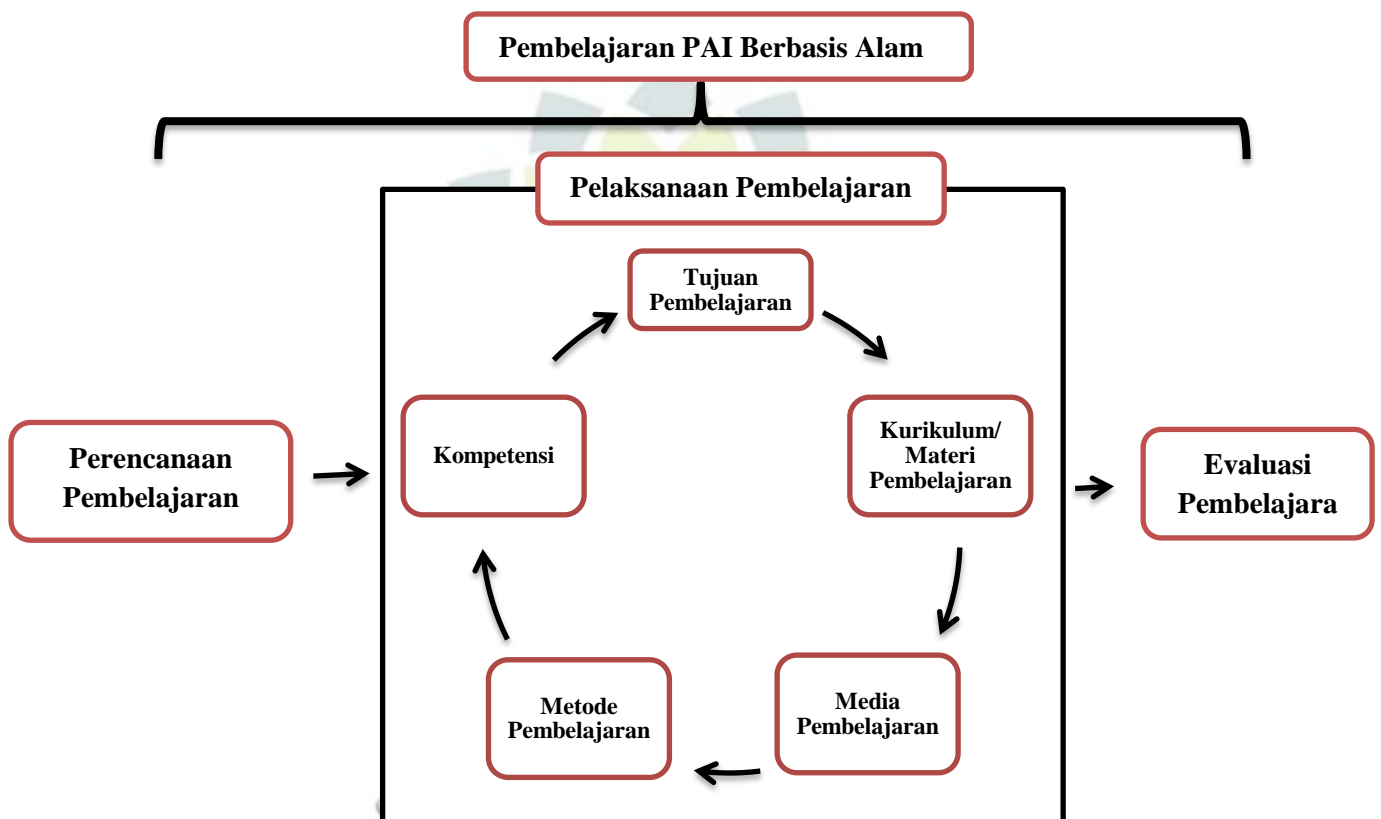 Pembelajaran PAI Berbasis Alam
Pelaksanaan Pembelajaran
Tujuan
Pembelajaran
Kompetensi
Kurikulum/
Materi
Pembelajaran
Perencanaan
Pembelajaran
Evaluasi
Pembelajara
Metode
Pembelajaran
Media
Pembelajaran